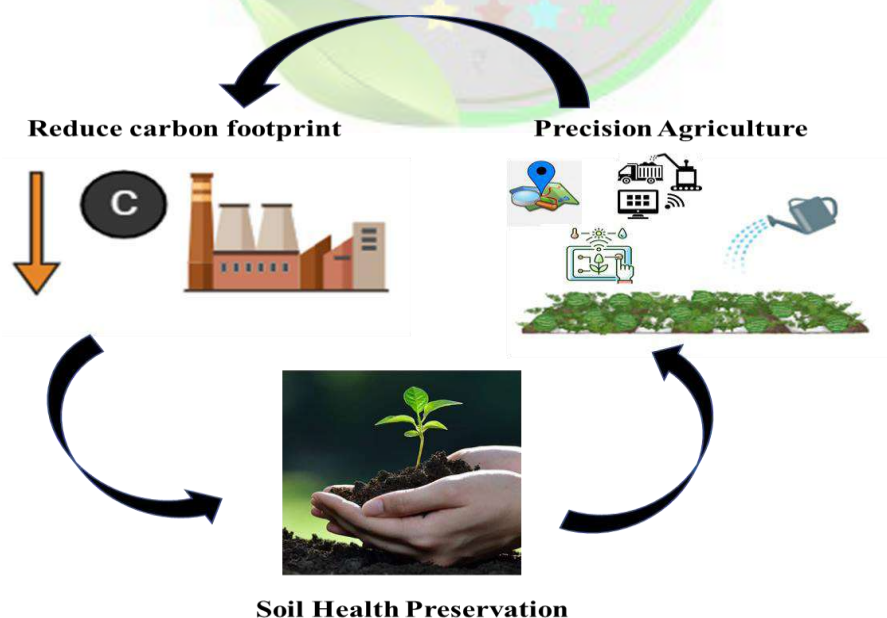 Reduce carbon footprint
Precision Agriculture
C
Soil Health Preservation